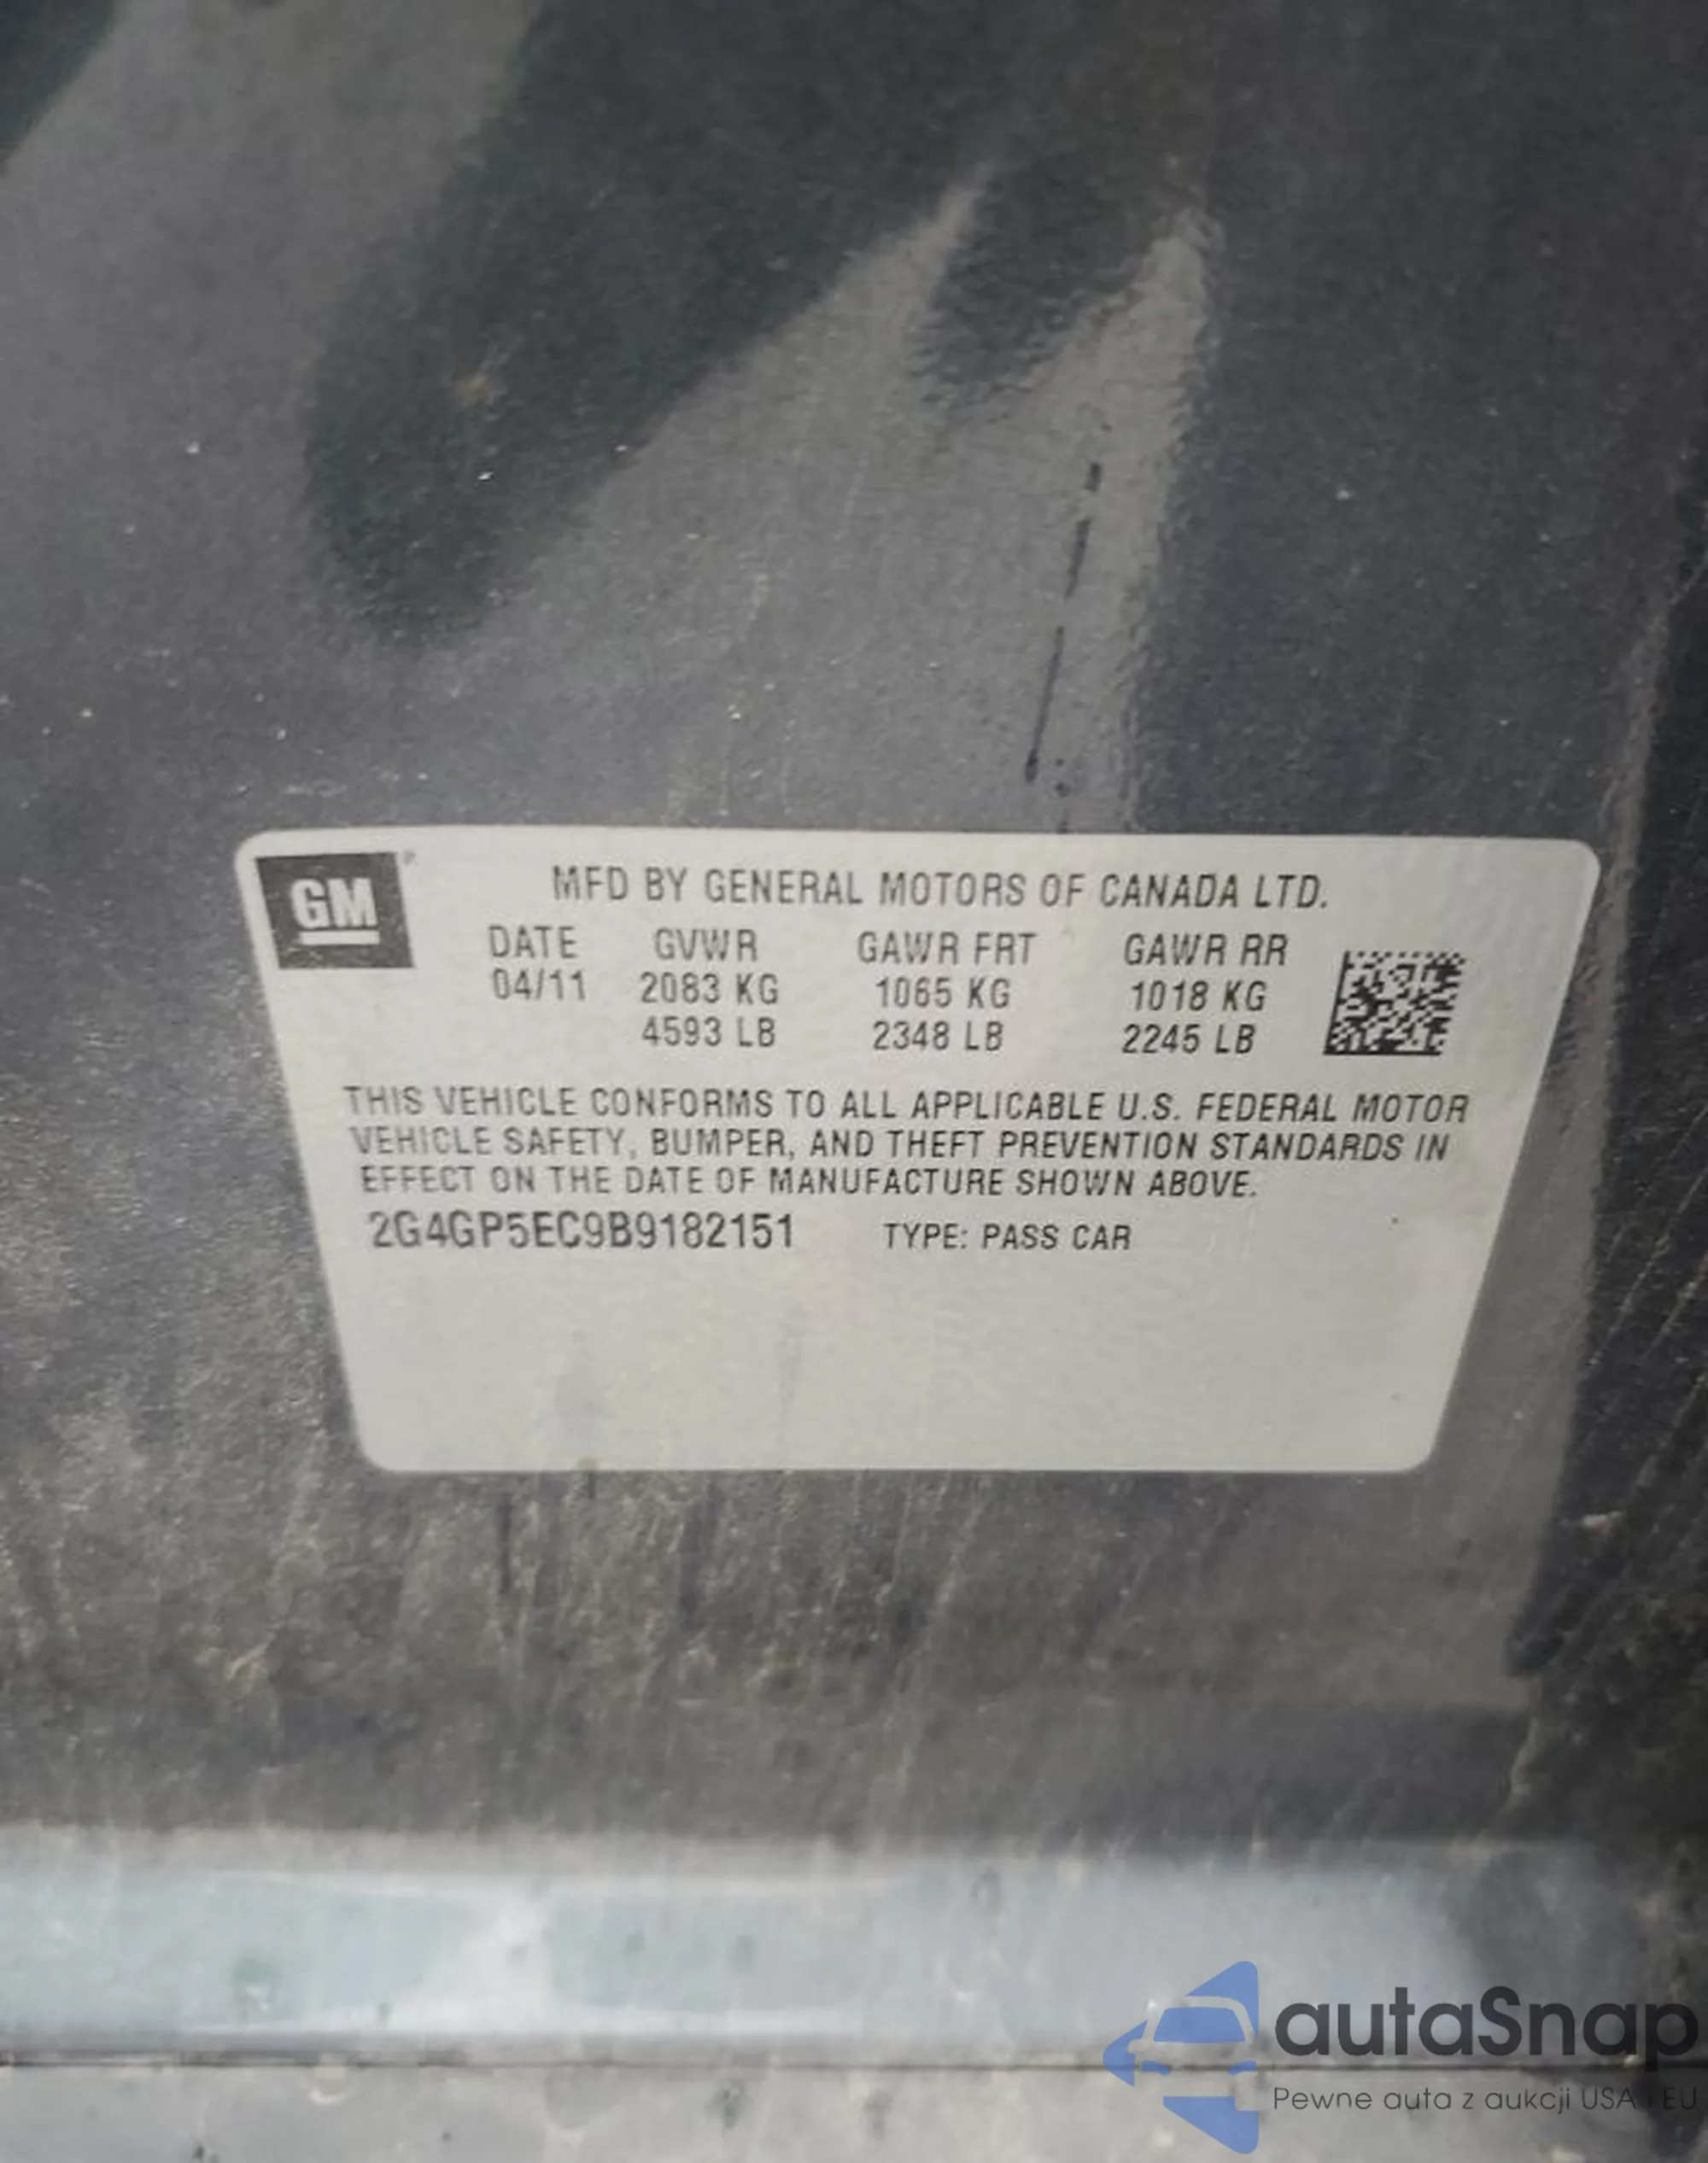 GM
MFD BY GENERAL MOTORS OF CANADA LTD.
DATE GVWR GAWR FRT GAWR RR
04/11 2083 KG 1065 KG 1018 KG
4593 LB 2348 LB 2245 LB
THIS VEHICLE CONFORMS TO ALL APPLICABLE U.S. FEDERAL MOTOR
VEHICLE SAFETY, BUMPER, AND THEFT PREVENTION STANDARDS IN
EFFECT ON THE DATE OF MANUFACTURE SHOWN ABOVE.
2G4GP5EC9B9182151 TYPE: PASS CAR
autaSnap
Pewne auta z aukcji USA i EU